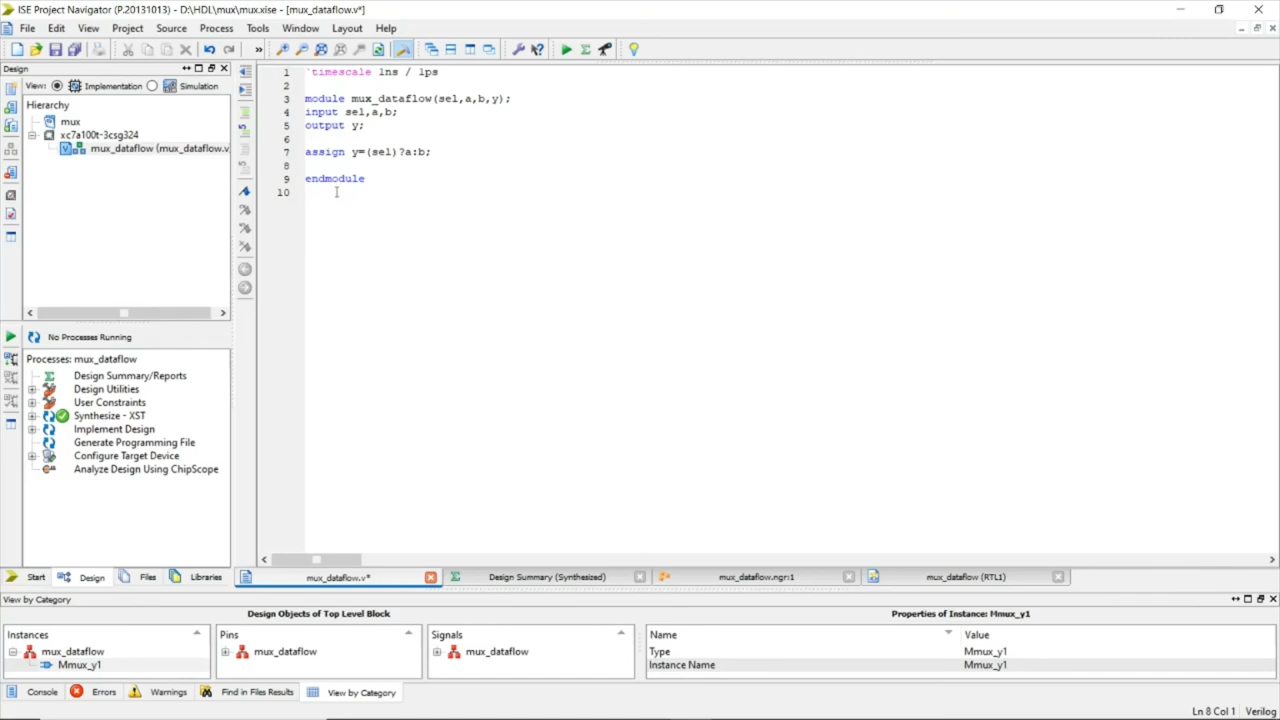 ISE Project Navigator (P.20131013) - D:\HDL\mux\mux.xise - [mux_dataflow.v*]
File Edit View Project Source Process Tools Window Layout Help
Design
View: Implementation Simulation
Hierarchy
mux
xc7a100t-3csg324
mux_dataflow (mux_dataflow.v
No Processes Running
Processes: mux_dataflow
Design Summary/Reports
Design Utilities
User Constraints
Synthesize - XST
Implement Design
Generate Programming File
Configure Target Device
Analyze Design Using ChipScope
Start Design Files Libraries
1 `timescale 1ns / 1ps
2
3 module mux_dataflow(sel,a,b,y);
4 input sel,a,b;
5 output y;
6
7 assign y=(sel)?a:b;
8
9 endmodule
10
mux_dataflow.v* Design Summary (Synthesized) mux_dataflow.ngr:1 mux_dataflow (RTL1)
View by Category
Design Objects of Top Level Block Properties of Instance: Mmux_y1
Instances Pins Signals Name Value
mux_dataflow mux_dataflow mux_dataflow Type Mmux_y1
Mmux_y1 Instance Name Mmux_y1
Console Errors Warnings Find in Files Results View by Category
Ln 8 Col 1 Verilog